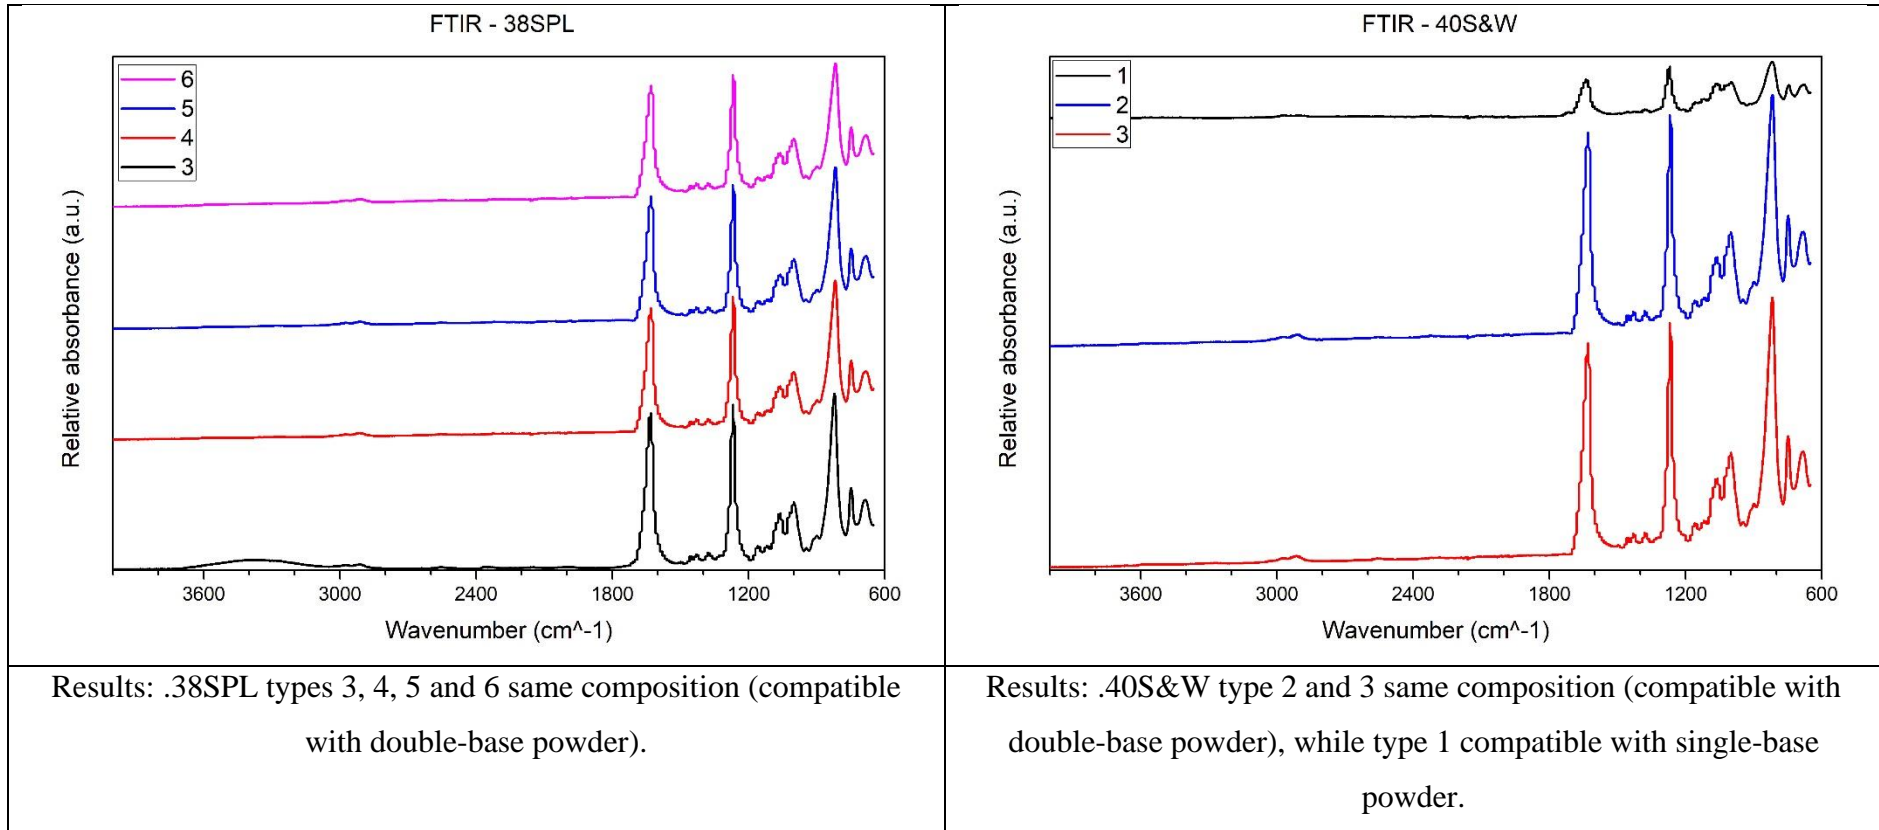 FTIR - 38SPL
6
5
4
3
Relative absorbance (a.u.)
3600 3000 2400 1800 1200 600
Wavenumber (cm^-1)
FTIR - 40S&W
1
2
3
Relative absorbance (a.u.)
3600 3000 2400 1800 1200 600
Wavenumber (cm^-1)
Results: .38SPL types 3, 4, 5 and 6 same composition (compatible
with double-base powder).
Results: .40S&W type 2 and 3 same composition (compatible with
double-base powder), while type 1 compatible with single-base
powder.